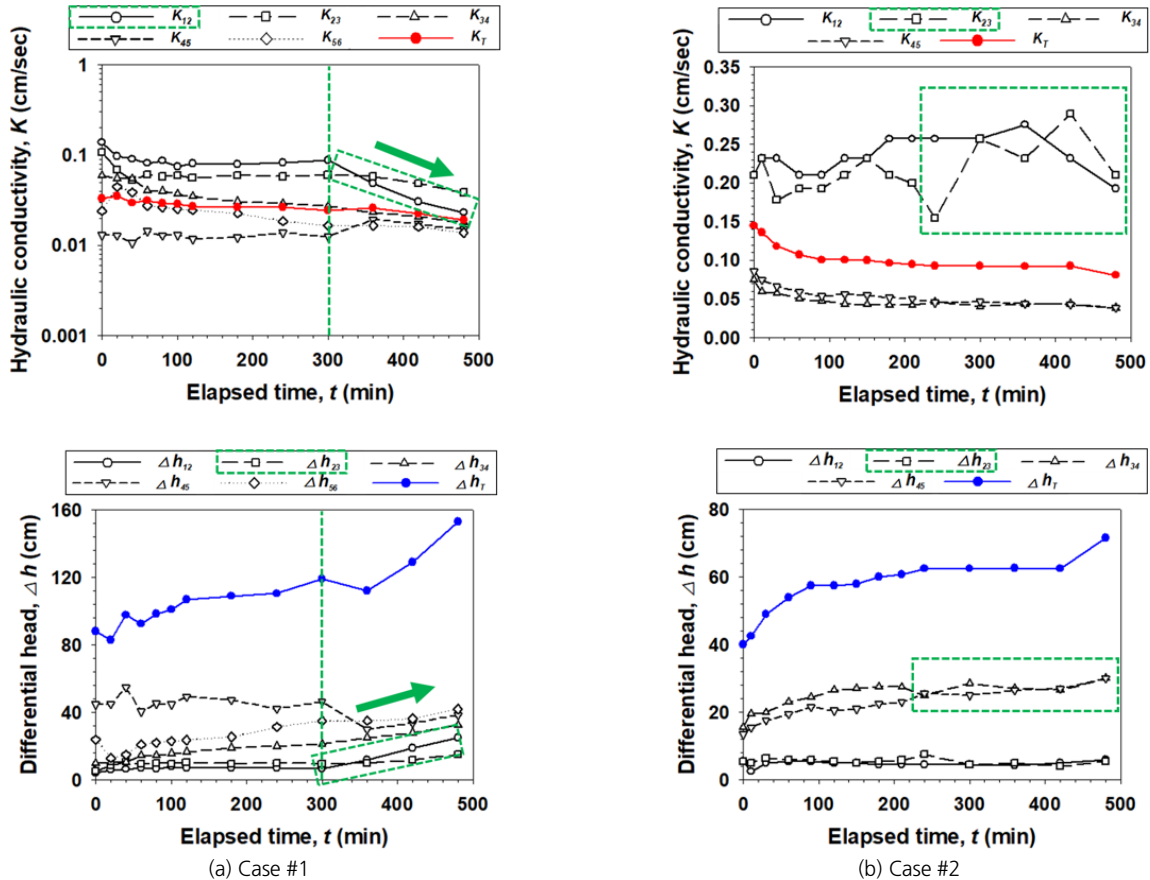 K12 K23 K34
K45 K56 KT
Hydraulic conductivity, K (cm/sec)
1
0.1
0.01
0.001
0 100 200 300 400 500
Elapsed time, t (min)
K12 K23 K34
K45 KT
Hydraulic conductivity, K (cm/sec)
0.35
0.30
0.25
0.20
0.15
0.10
0.05
0.00
0 100 200 300 400 500
Elapsed time, t (min)
△ h12 △ h23 △ h34
△ h45 △ h56 △ hT
Differential head, △ h (cm)
160
120
80
40
0
0 100 200 300 400 500
Elapsed time, t (min)
(a) Case #1
△ h12 △ h23 △ h34
△ h45 △ hT
Differential head, △ h (cm)
80
60
40
20
0
0 100 200 300 400 500
Elapsed time, t (min)
(b) Case #2